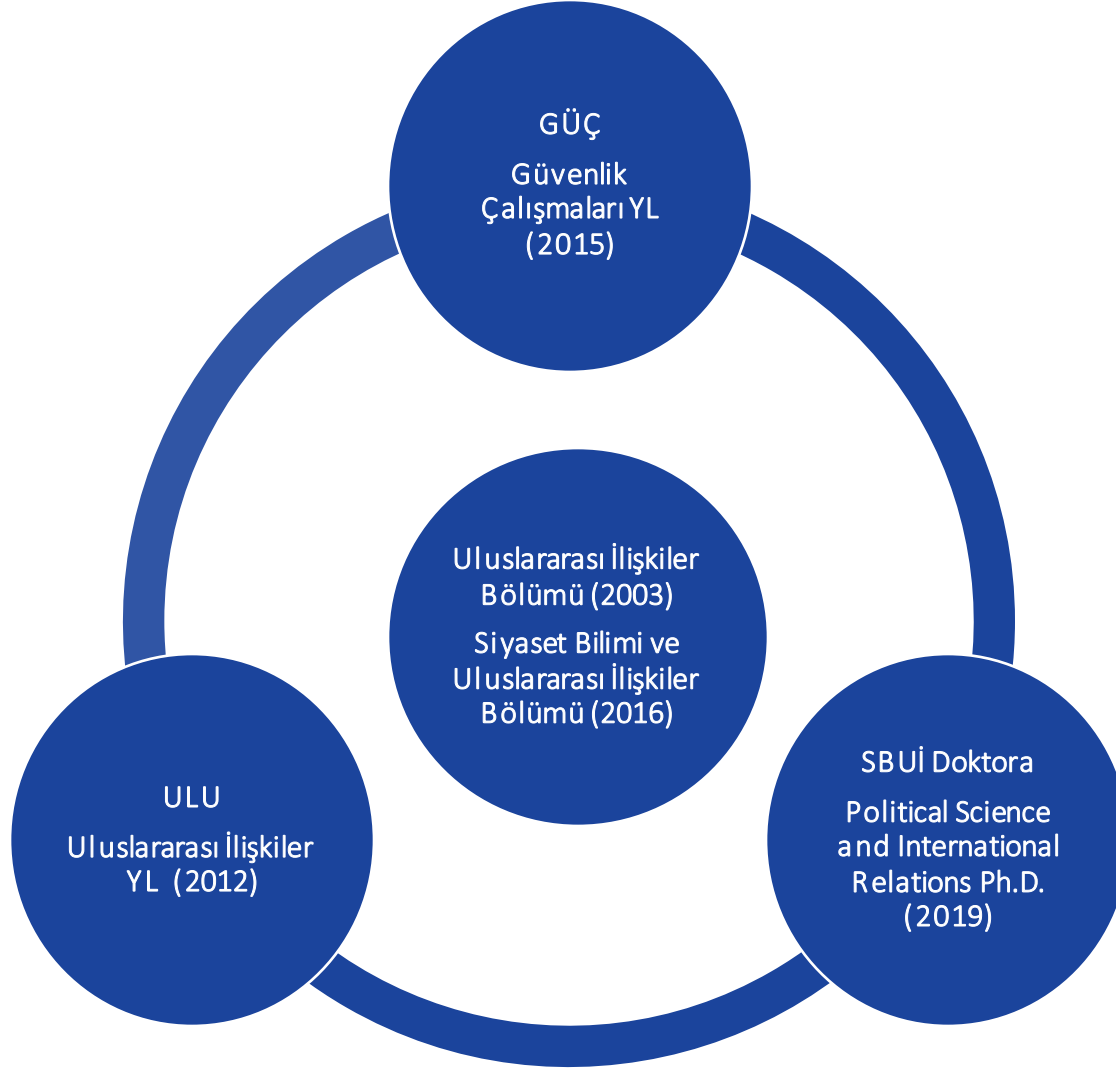 GÜÇ
Güvenlik
Çalışmaları YL
(2015)
Uluslararası İlişkiler
Bölümü (2003)
Siyaset Bilimi ve
Uluslararası İlişkiler
Bölümü (2016)
ULU
Uluslararası İlişkiler
YL (2012)
SBUİ Doktora
Political Science
and International
Relations Ph.D.
(2019)